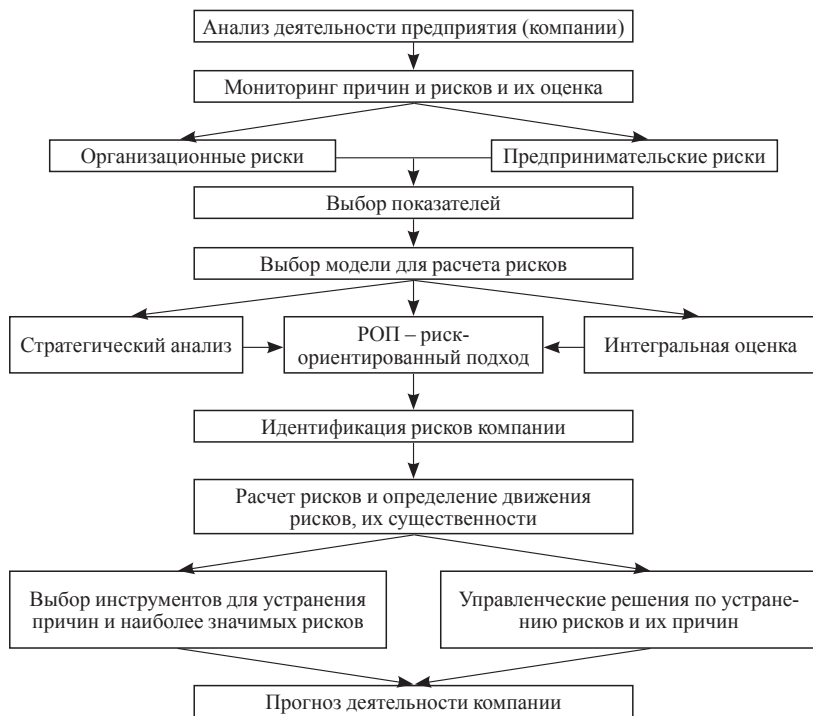 Анализ деятельности предприятия (компании)
Мониторинг причин и рисков и их оценка
Организационные риски
Предпринимательские риски
Выбор показателей
Выбор модели для расчета рисков
Стратегический анализ
РОП – риск-
ориентированный подход
Интегральная оценка
Идентификация рисков компании
Расчет рисков и определение движения
рисков, их существенности
Выбор инструментов для устранения
причин и наиболее значимых рисков
Управленческие решения по устране-
нию рисков и их причин
Прогноз деятельности компании